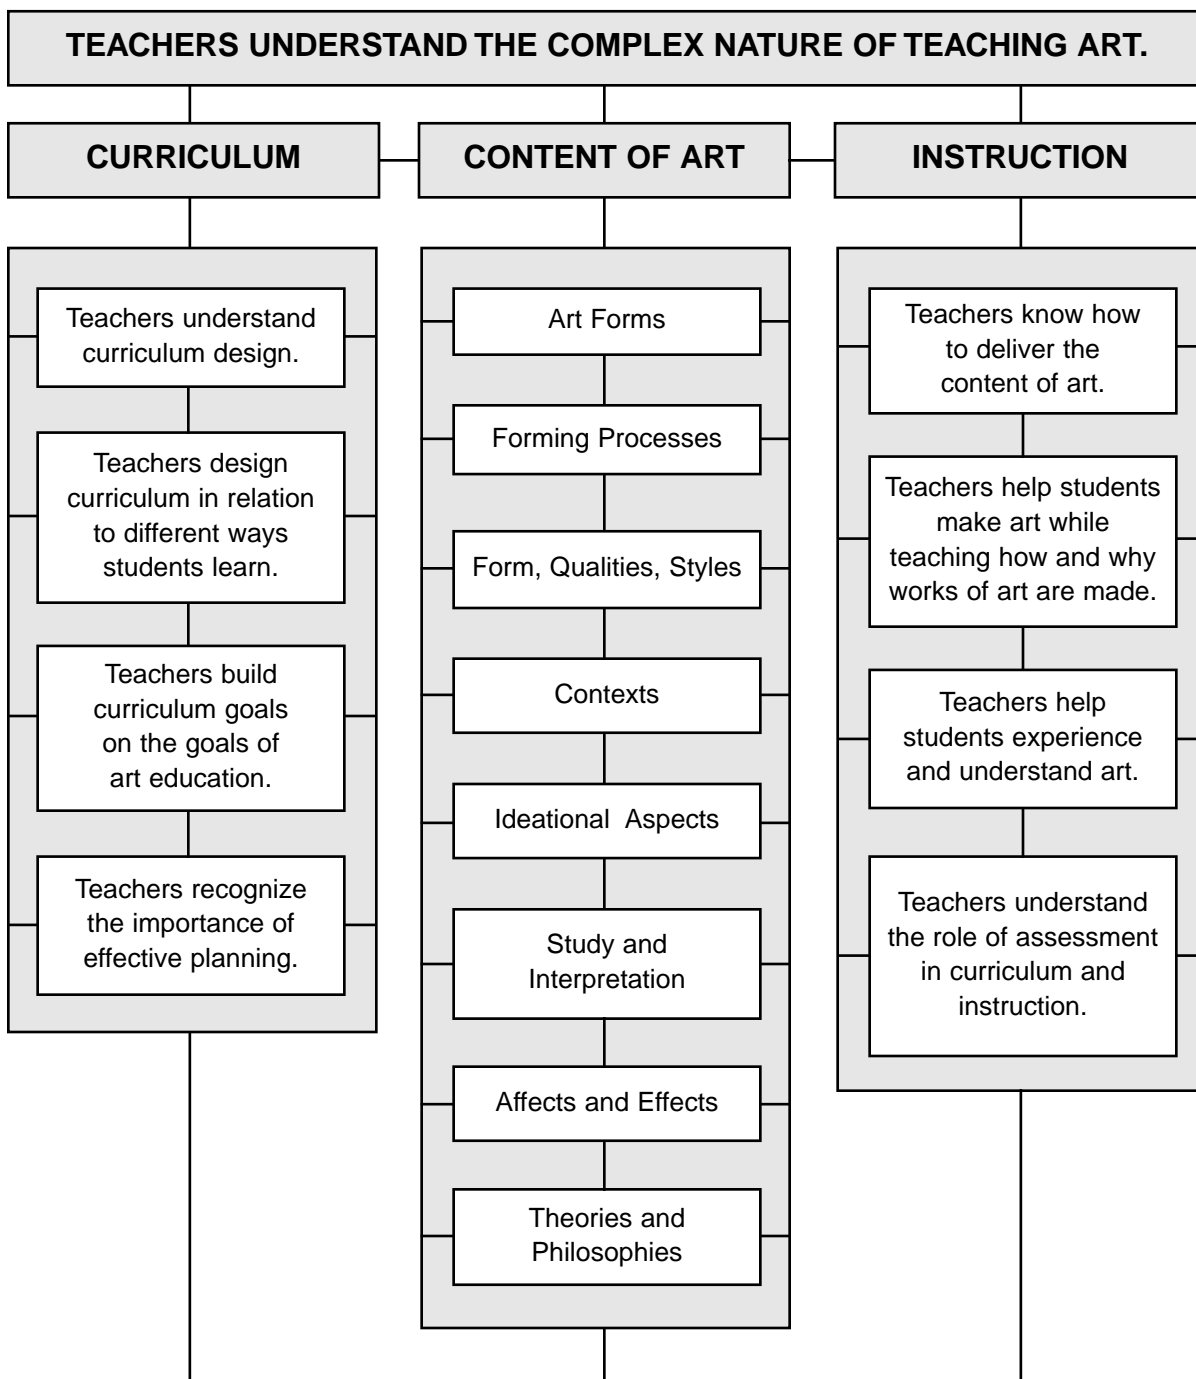 TEACHERS UNDERSTAND THE COMPLEX NATURE OF TEACHING ART.
CURRICULUM
CONTENT OF ART
INSTRUCTION
Teachers understand
curriculum design.
Teachers design
curriculum in relation
to different ways
students learn.
Teachers build
curriculum goals
on the goals of
art education.
Teachers recognize
the importance of
effective planning.
Art Forms
Forming Processes
Form, Qualities, Styles
Contexts
Ideational Aspects
Study and
Interpretation
Affects and Effects
Theories and
Philosophies
Teachers know how
to deliver the
content of art.
Teachers help students
make art while
teaching how and why
works of art are made.
Teachers help
students experience
and understand art.
Teachers understand
the role of assessment
in curriculum and
instruction.